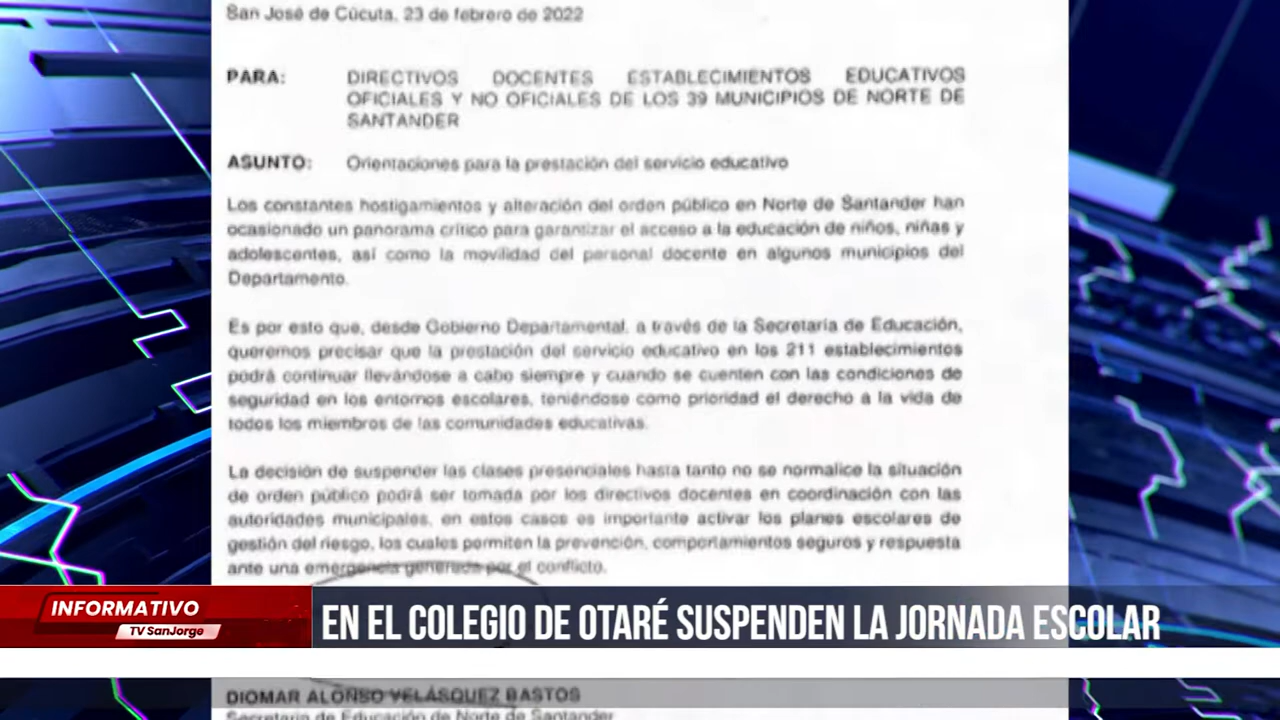 San José de Cúcuta, 23 de febrero de 2022
PARA: DIRECTIVOS DOCENTES ESTABLECIMIENTOS EDUCATIVOS
OFICIALES Y NO OFICIALES DE LOS 39 MUNICIPIOS DE NORTE DE
SANTANDER
ASUNTO: Orientaciones para la prestación del servicio educativo
Los constantes hostigamientos y alteración del orden público en Norte de Santander han
ocasionado un panorama crítico para garantizar el acceso a la educación de niños, niñas y
adolescentes, así como la movilidad del personal docente en algunos municipios del
Departamento.
Es por esto que, desde Gobierno Departamental, a través de la Secretaría de Educación,
queremos precisar que la prestación del servicio educativo en los 211 establecimientos
podrá continuar llevándose a cabo siempre y cuando se cuenten con las condiciones de
seguridad en los entornos escolares, teniéndose como prioridad el derecho a la vida de
todos los miembros de las comunidades educativas.
La decisión de suspender las clases presenciales hasta tanto no se normalice la situación
de orden público podrá ser tomada por los directivos docentes en coordinación con las
autoridades municipales, en estos casos es importante activar los planes escolares de
gestión del riesgo, los cuales permiten la prevención, comportamientos seguros y respuesta
ante una emergencia generada por el conflicto.
INFORMATIVO
TV SanJorge
EN EL COLEGIO DE OTARÉ SUSPENDEN LA JORNADA ESCOLAR
DIOMAR ALONSO VELÁSQUEZ BASTOS
Secretaria de Educación de Norte de Santander